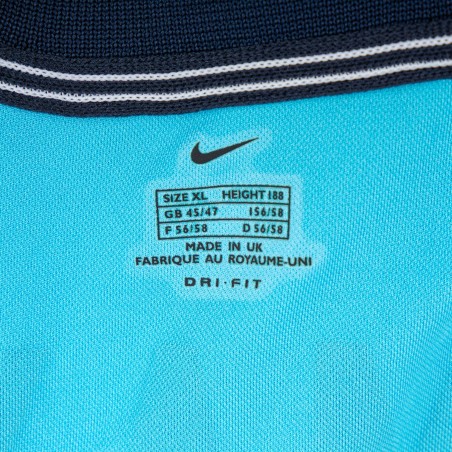 SIZE XL HEIGHT 188
GB 45/47 I 56/58
F 56/58 D 56/58
MADE IN UK
FABRIQUE AU ROYAUME-UNI
DRI·FIT